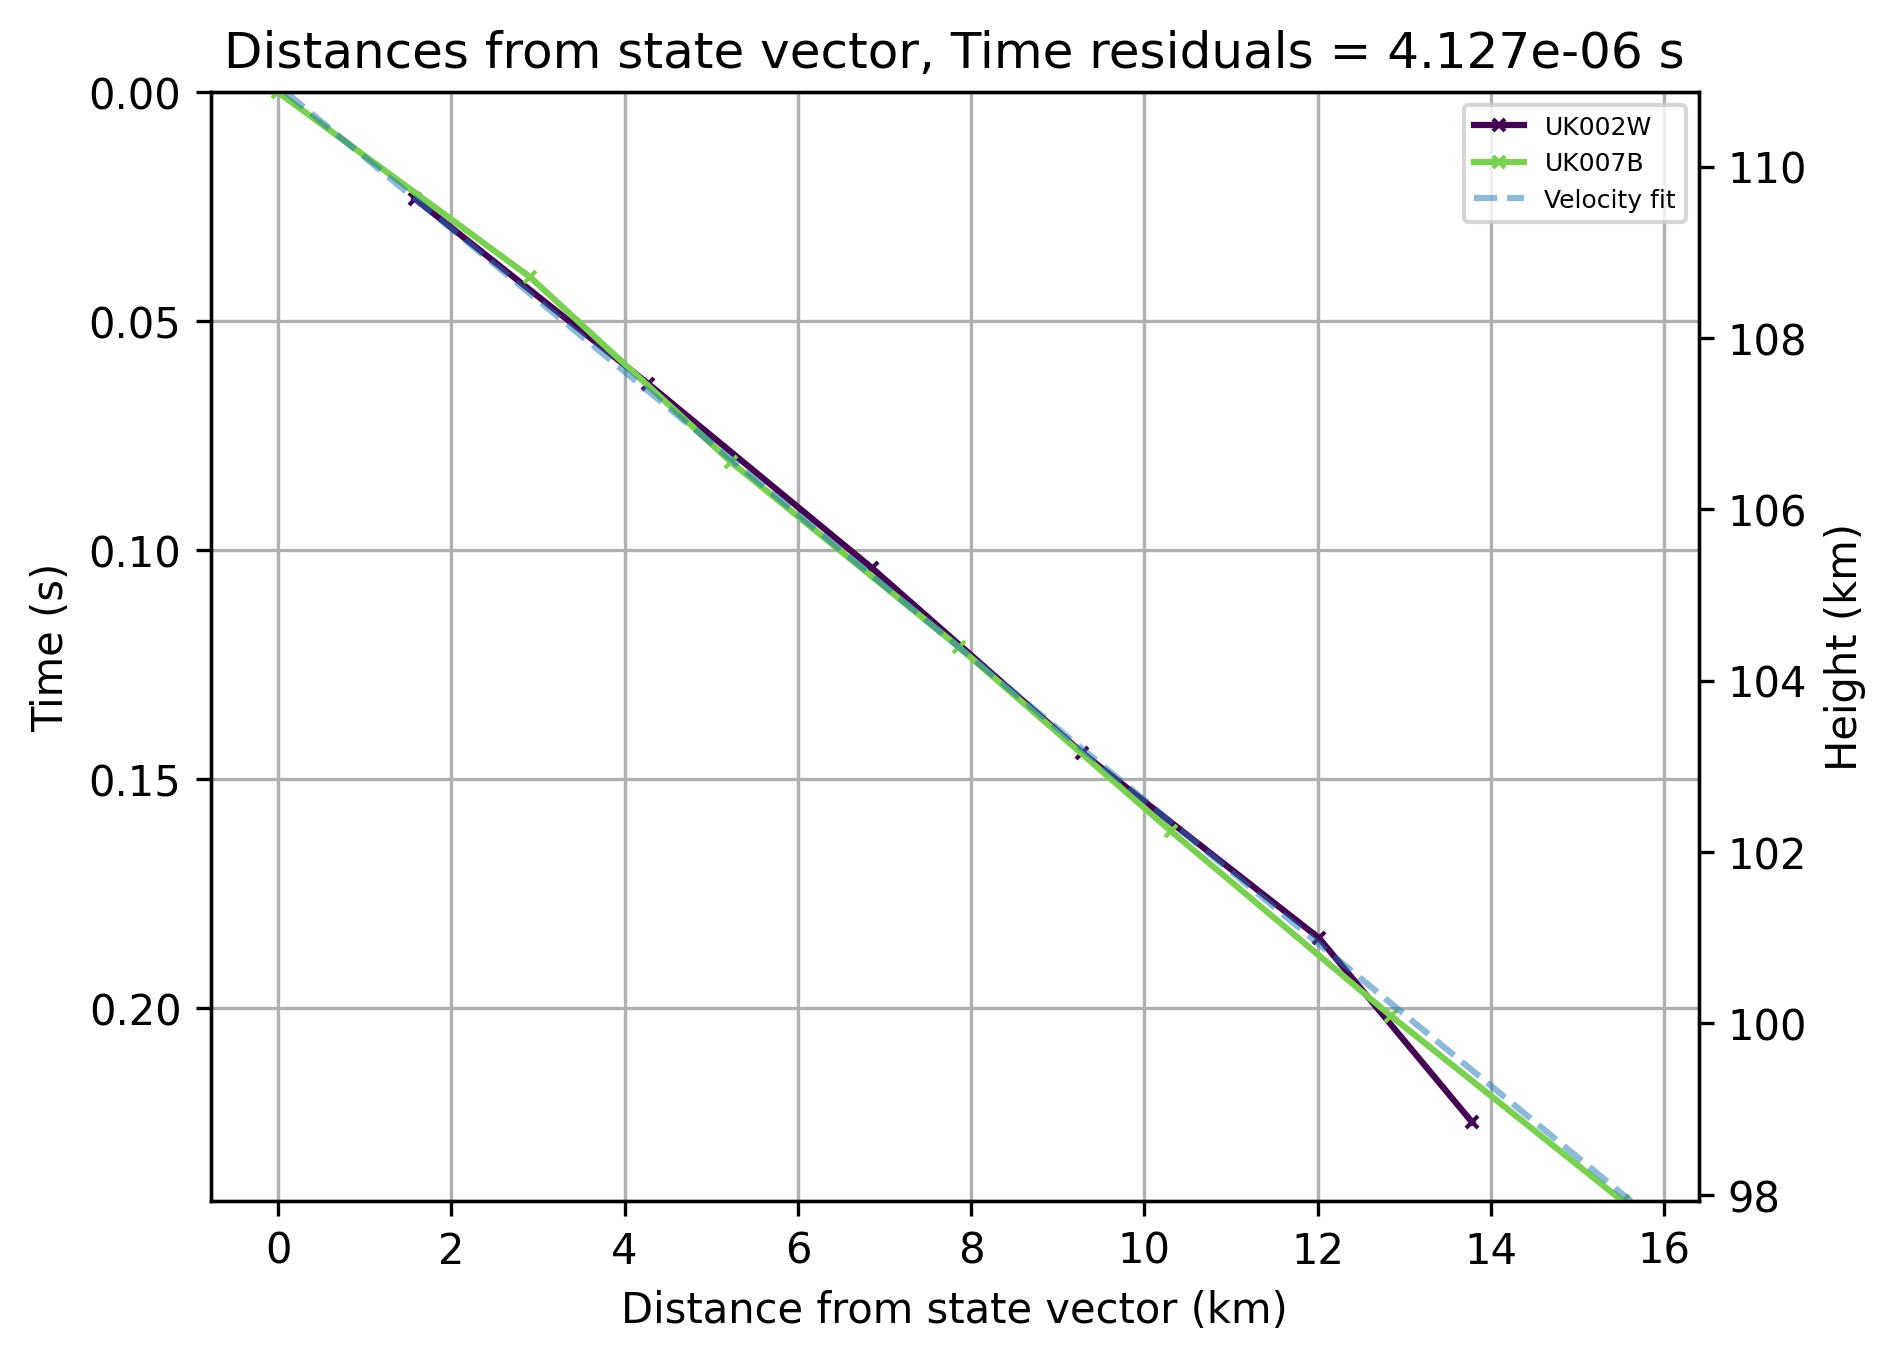 Distances from state vector, Time residuals = 4.127e-06 s
UK002W
UK007B
Velocity fit
0.00
0.05
0.10
0.15
0.20
Time (s)
110
108
106
104
102
100
98
Height (km)
0 2 4 6 8 10 12 14 16
Distance from state vector (km)